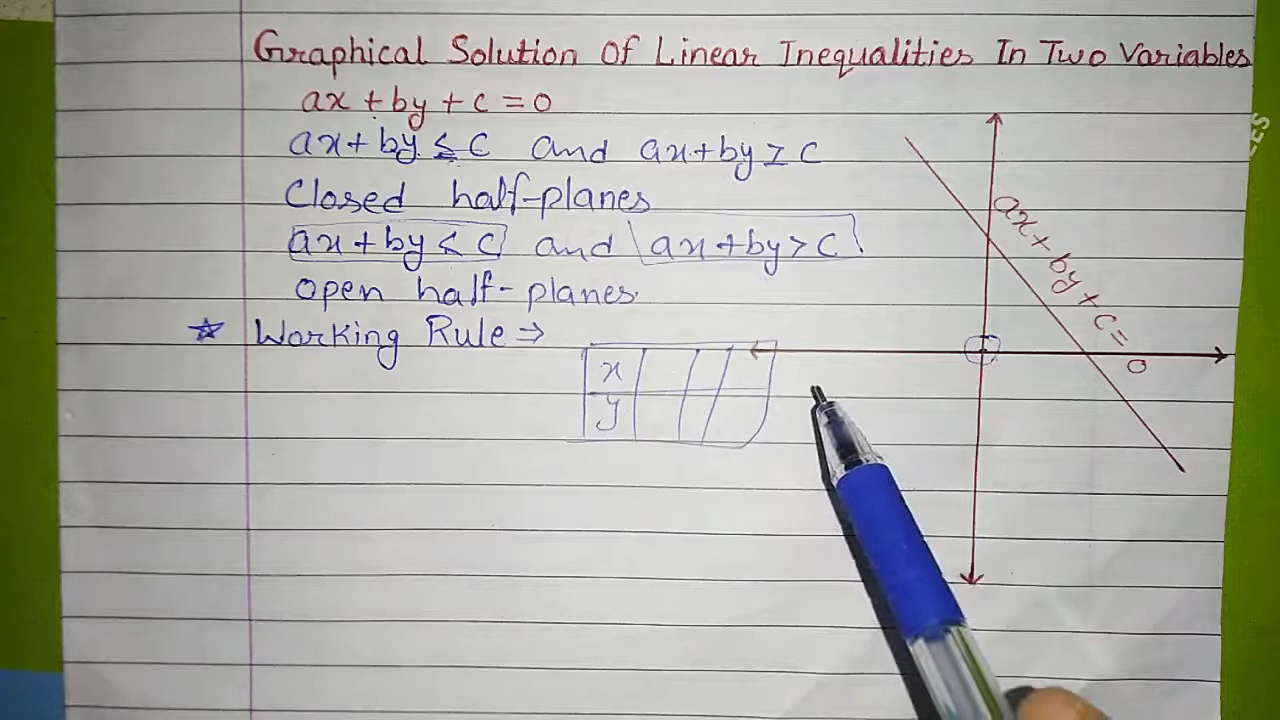 Graphical Solution Of Linear Inequalities In Two Variables
ax + by + c = 0
ax + by ≤ c and ax + by ≥ c
Closed half-planes
ax + by < c and ax + by > c
open half-planes.
☆ Working Rule ⇒
x
y
ax + by + c = 0